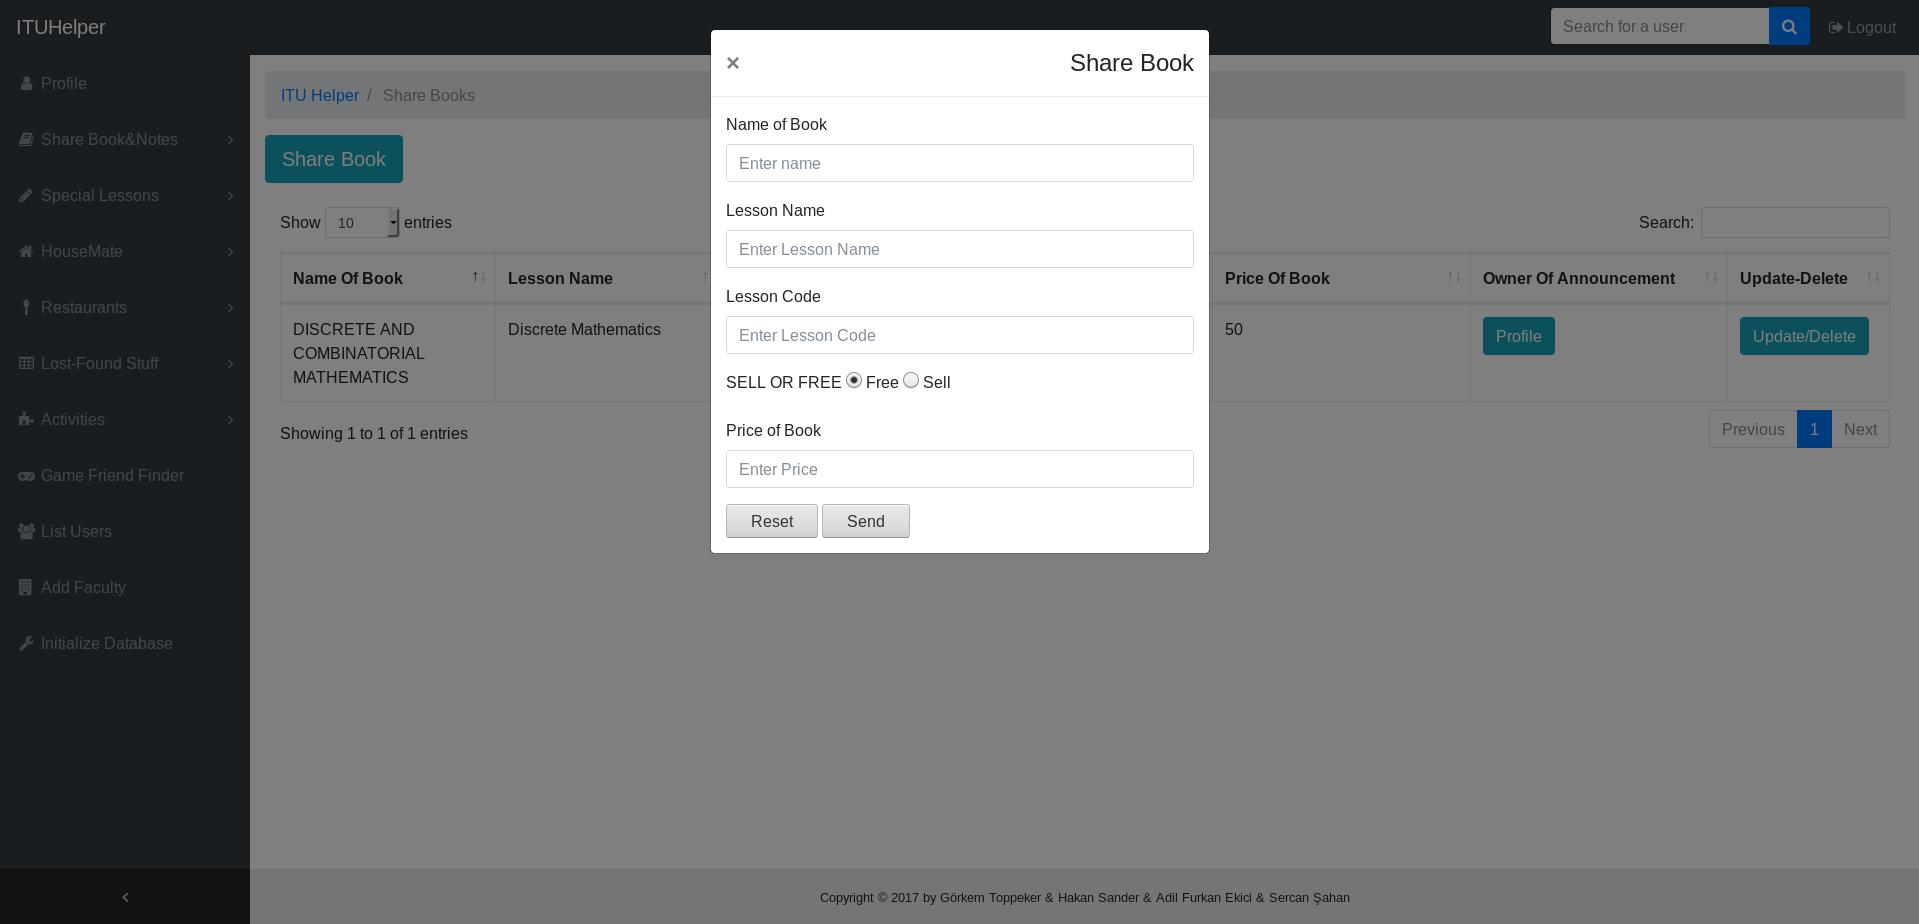 ITUHelper
Search for a user
Logout
Profile
Share Book&Notes
Special Lessons
HouseMate
Restaurants
Lost-Found Stuff
Activities
Game Friend Finder
List Users
Add Faculty
Initialize Database
ITU Helper / Share Books
Share Book
Show 10 entries
Search:
Name Of Book
Lesson Name
Price Of Book
Owner Of Announcement
Update-Delete
DISCRETE AND
COMBINATORIAL
MATHEMATICS
Discrete Mathematics
50
Profile
Update/Delete
Showing 1 to 1 of 1 entries
Previous 1 Next
× Share Book
Name of Book
Enter name
Lesson Name
Enter Lesson Name
Lesson Code
Enter Lesson Code
SELL OR FREE Free Sell
Price of Book
Enter Price
Reset Send
Copyright © 2017 by Görkem Toppeker & Hakan Sander & Adil Furkan Ekici & Sercan Şahan